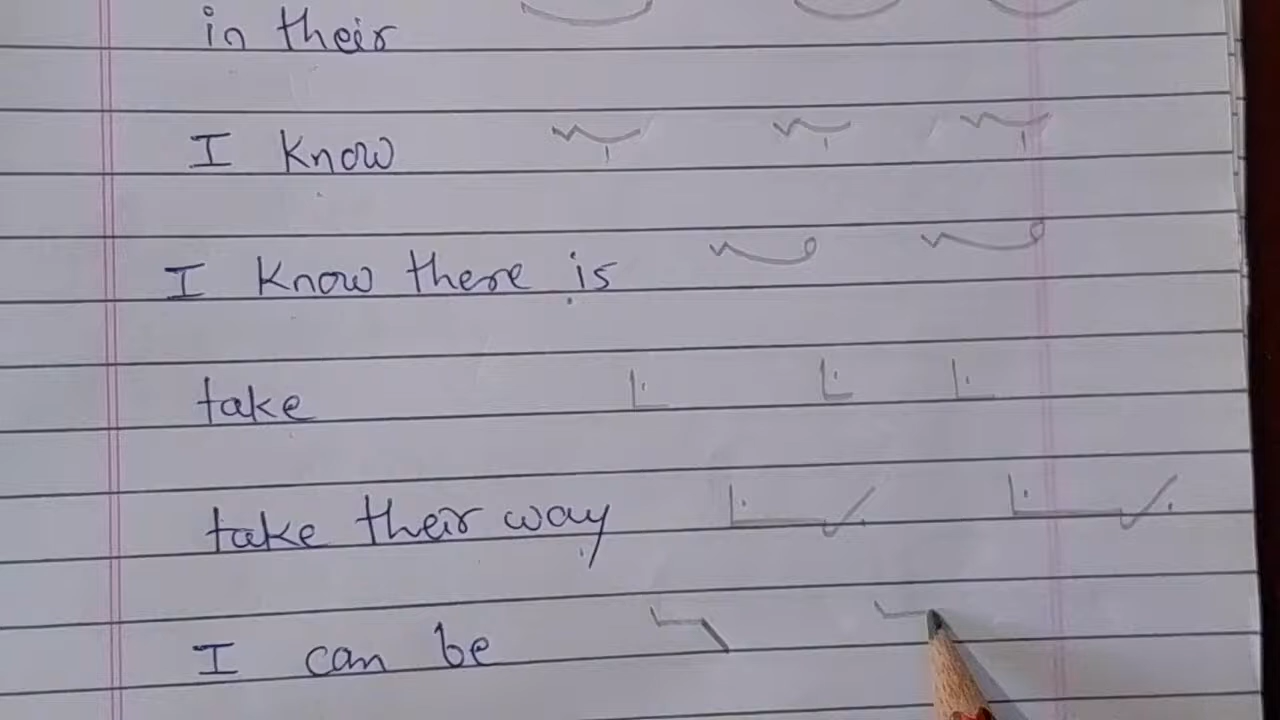 in their
I know
I know there is
take
take their way
I can be